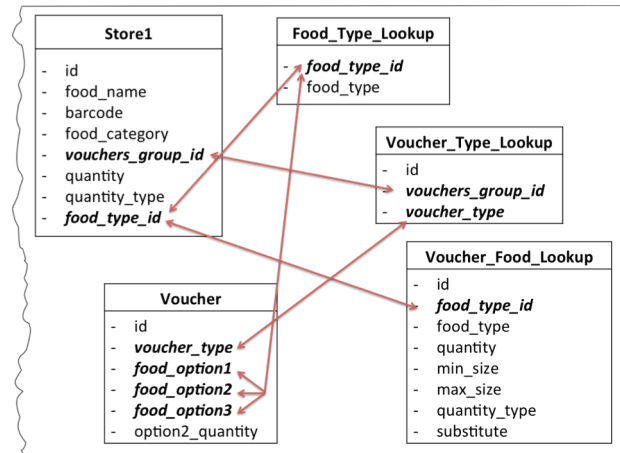 Store1
- id
- food_name
- barcode
- food_category
- vouchers_group_id
- quantity
- quantity_type
- food_type_id
Food_Type_Lookup
- food_type_id
- food_type
Voucher_Type_Lookup
- id
- vouchers_group_id
- voucher_type
Voucher_Food_Lookup
- id
- food_type_id
- food_type
- quantity
- min_size
- max_size
- quantity_type
- substitute
Voucher
- id
- voucher_type
- food_option1
- food_option2
- food_option3
- option2_quantity